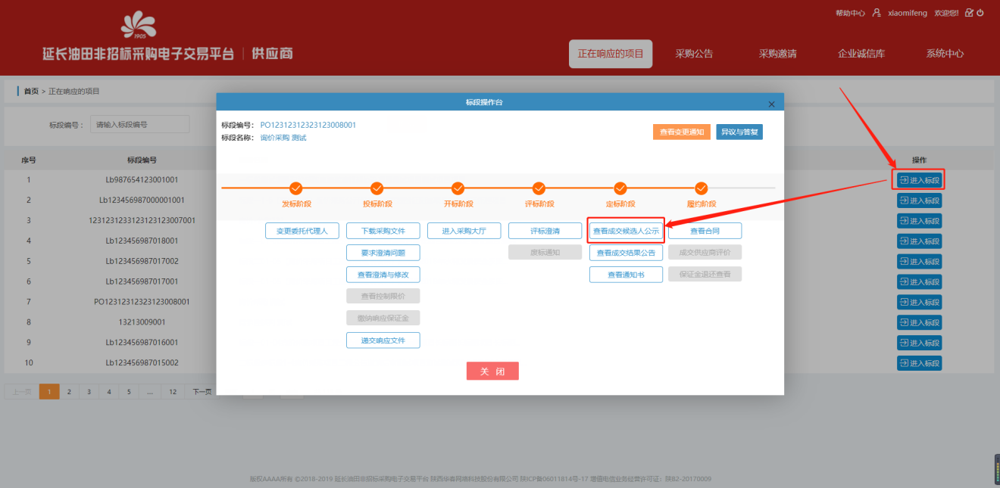 帮助中心 xiaomifeng 欢迎您!!
1905
延长油田非招标采购电子交易平台 | 供应商
正在响应的项目 采购公告 采购邀请 企业诚信库 系统中心
首页 > 正在响应的项目
标段编号： 请输入标段编号
序号 标段编号 操作
1 Lb987654123001001 进入标段
2 Lb123456987000001001 进入标段
3 1231231233123123123007001 进入标段
4 Lb123456987018001 进入标段
5 Lb123456987017002 进入标段
6 Lb123456987017001 进入标段
7 PO12312312323123008001 进入标段
8 13213009001 进入标段
9 Lb123456987016001 进入标段
10 Lb123456987015002 进入标段
上一页 1 2 3 4 5 ... 12 下一页
标段操作台 ×
标段编号： PO12312312323123008001
标段名称： 询价采购 测试
查看变更通知 异议与答复
发标阶段 投标阶段 开标阶段 评标阶段 定标阶段 履约阶段
变更委托代理人 下载采购文件 进入采购大厅 评标澄清 查看成交候选人公示 查看合同
要求澄清问题 废标通知 查看成交结果公告 成交供应商评价
查看澄清与修改 查看通知书 保证金退还查看
查看控制限价
缴纳响应保证金
递交响应文件
关 闭
版权AAAA所有 ©2018-2019 延长油田非招标采购电子交易平台 陕西华春网络科技股份有限公司 陕ICP备06011814号-17 增值电信业务经营许可证：陕B2-20170009